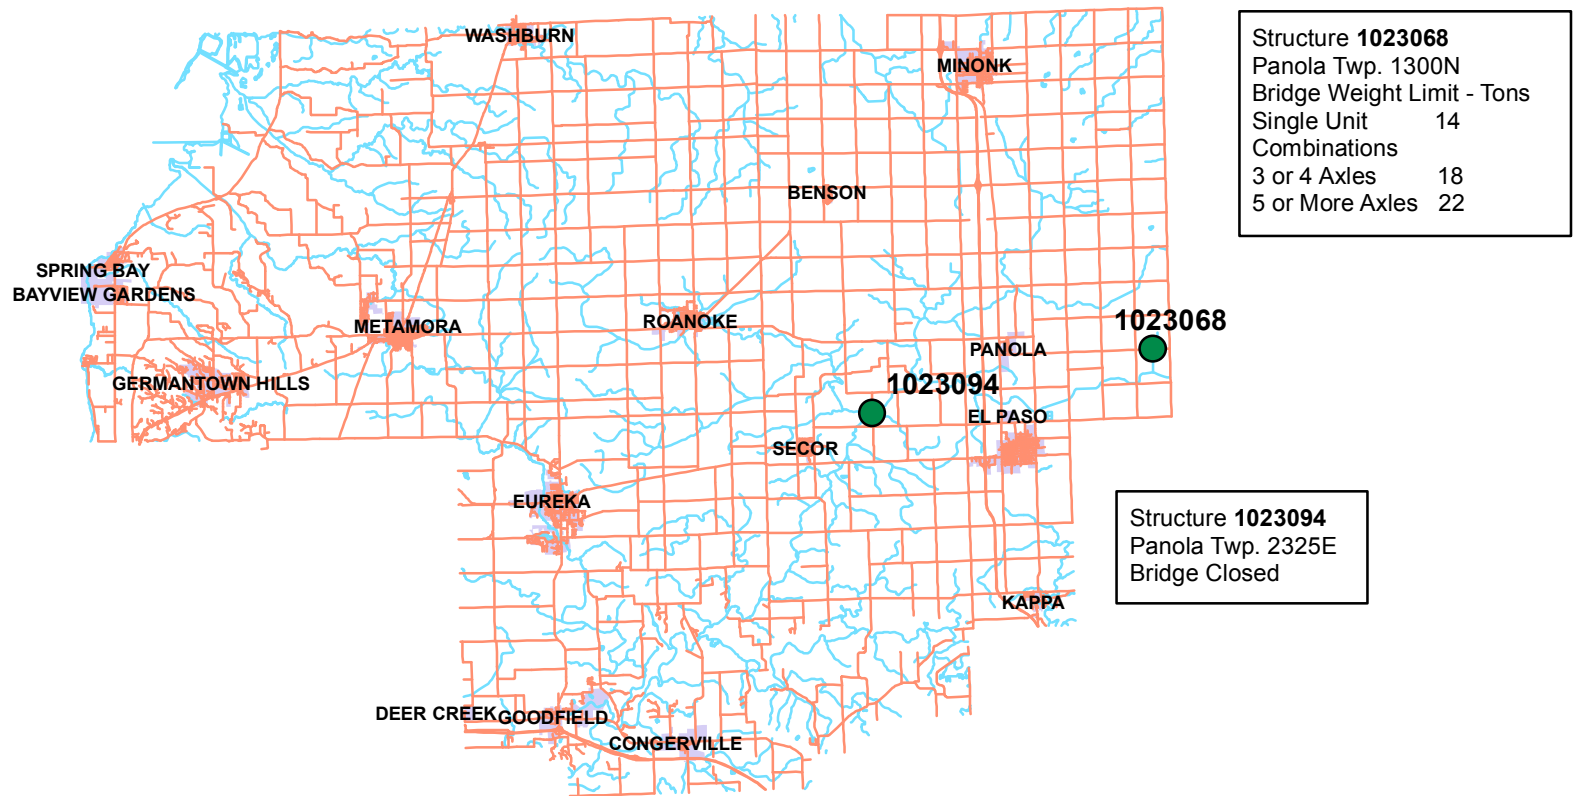 WASHBURN
MINONK
Structure 1023068
Panola Twp. 1300N
Bridge Weight Limit - Tons
Single Unit 14
Combinations
3 or 4 Axles 18
5 or More Axles 22
BENSON
SPRING BAY
BAYVIEW GARDENS
METAMORA
ROANOKE
1023068
PANOLA
GERMANTOWN HILLS
1023094
EL PASO
SECOR
EUREKA
Structure 1023094
Panola Twp. 2325E
Bridge Closed
KAPPA
DEER CREEK
GOODFIELD
CONGERVILLE